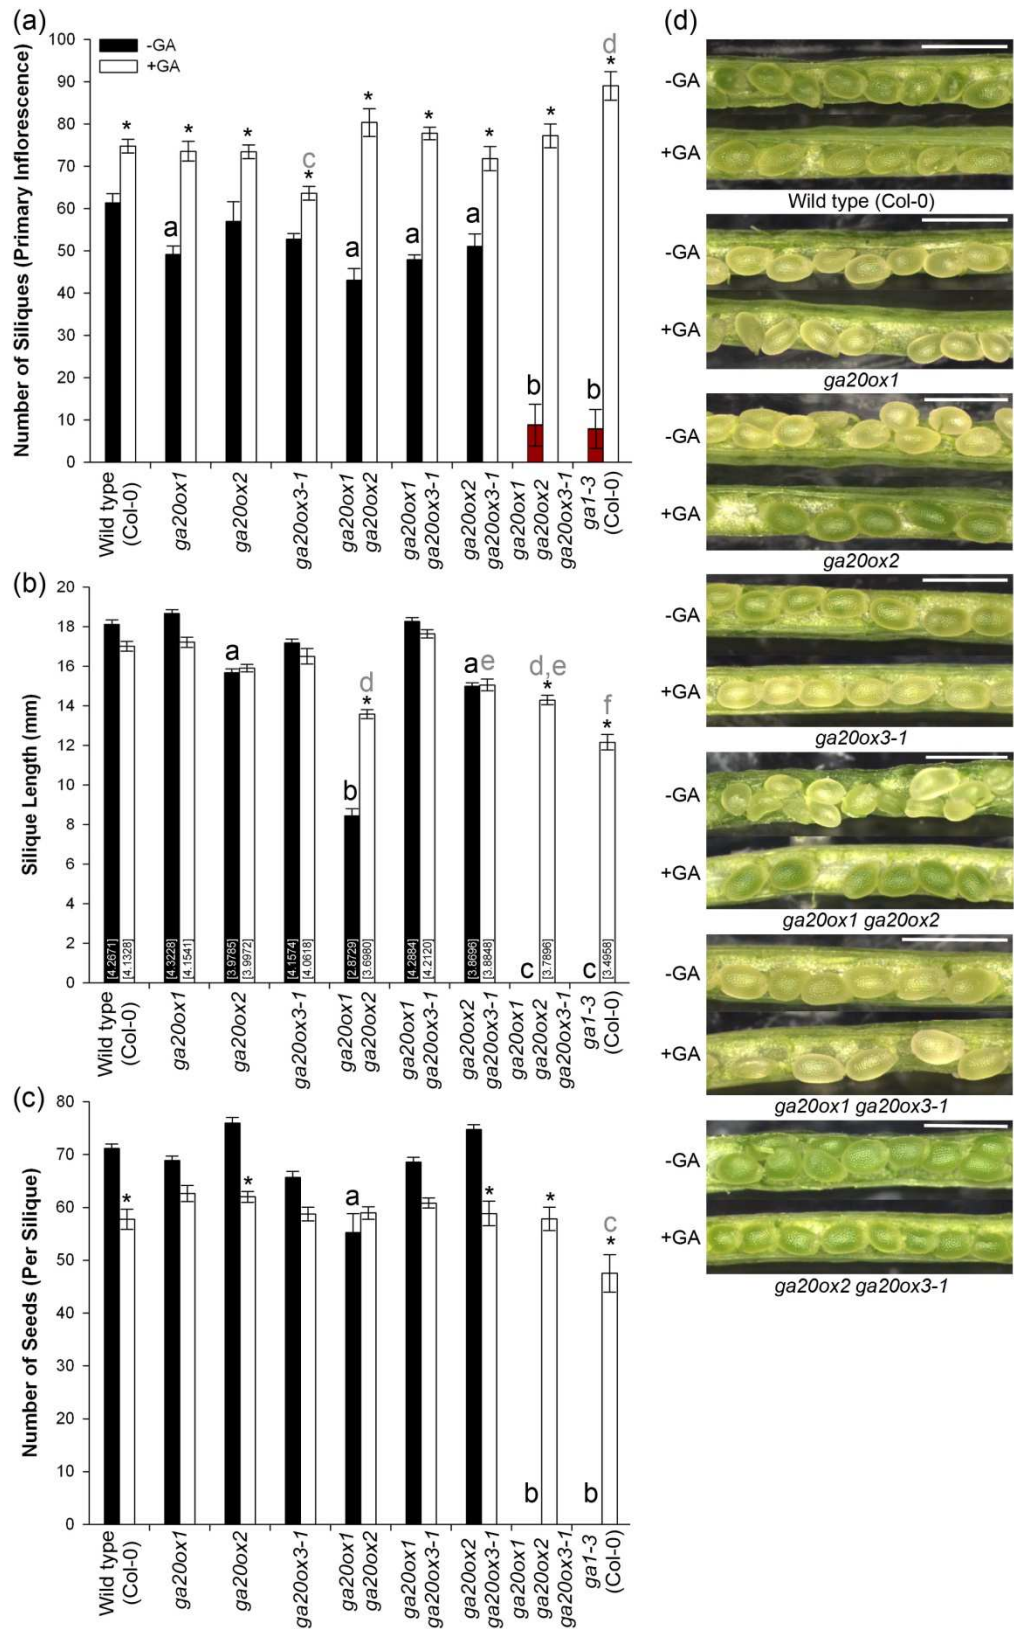 (a)
Number of Siliques (Primary Inflorescence)
100
90
80
70
60
50
40
30
20
10
0
-GA
+GA
*
a
*
*
c
*
a
*
a
*
a
*
b
*
b
d
*
Wild type
(Col-0)
ga20ox1
ga20ox2
ga20ox3-1
ga20ox1
ga20ox2
ga20ox1
ga20ox3-1
ga20ox2
ga20ox3-1
ga20ox1
ga20ox2
ga20ox3-1
ga1-3
(Col-0)
(b)
Silique Length (mm)
20
18
16
14
12
10
8
6
4
2
0
a
b
d
*
a
e
c
d,e
*
c
f
*
[4.2671]
[4.1328]
[4.3228]
[4.1541]
[3.9785]
[3.9972]
[4.1574]
[4.0618]
[2.8729]
[3.6980]
[4.2884]
[4.2120]
[3.8696]
[3.8848]
[3.7896]
[3.4958]
Wild type
(Col-0)
ga20ox1
ga20ox2
ga20ox3-1
ga20ox1
ga20ox2
ga20ox1
ga20ox3-1
ga20ox2
ga20ox3-1
ga20ox1
ga20ox2
ga20ox3-1
ga1-3
(Col-0)
(c)
Number of Seeds (Per Silique)
80
70
60
50
40
30
20
10
0
*
*
a
*
b
*
b
c
*
Wild type
(Col-0)
ga20ox1
ga20ox2
ga20ox3-1
ga20ox1
ga20ox2
ga20ox1
ga20ox3-1
ga20ox2
ga20ox3-1
ga20ox1
ga20ox2
ga20ox3-1
ga1-3
(Col-0)
(d)
-GA
+GA
Wild type (Col-0)
-GA
+GA
ga20ox1
-GA
+GA
ga20ox2
-GA
+GA
ga20ox3-1
-GA
+GA
ga20ox1 ga20ox2
-GA
+GA
ga20ox1 ga20ox3-1
-GA
+GA
ga20ox2 ga20ox3-1